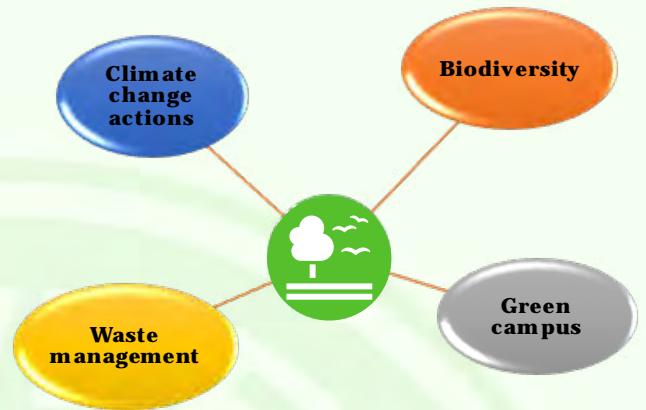 Climate
change
actions
Biodiversity
Waste
management
Green
campus